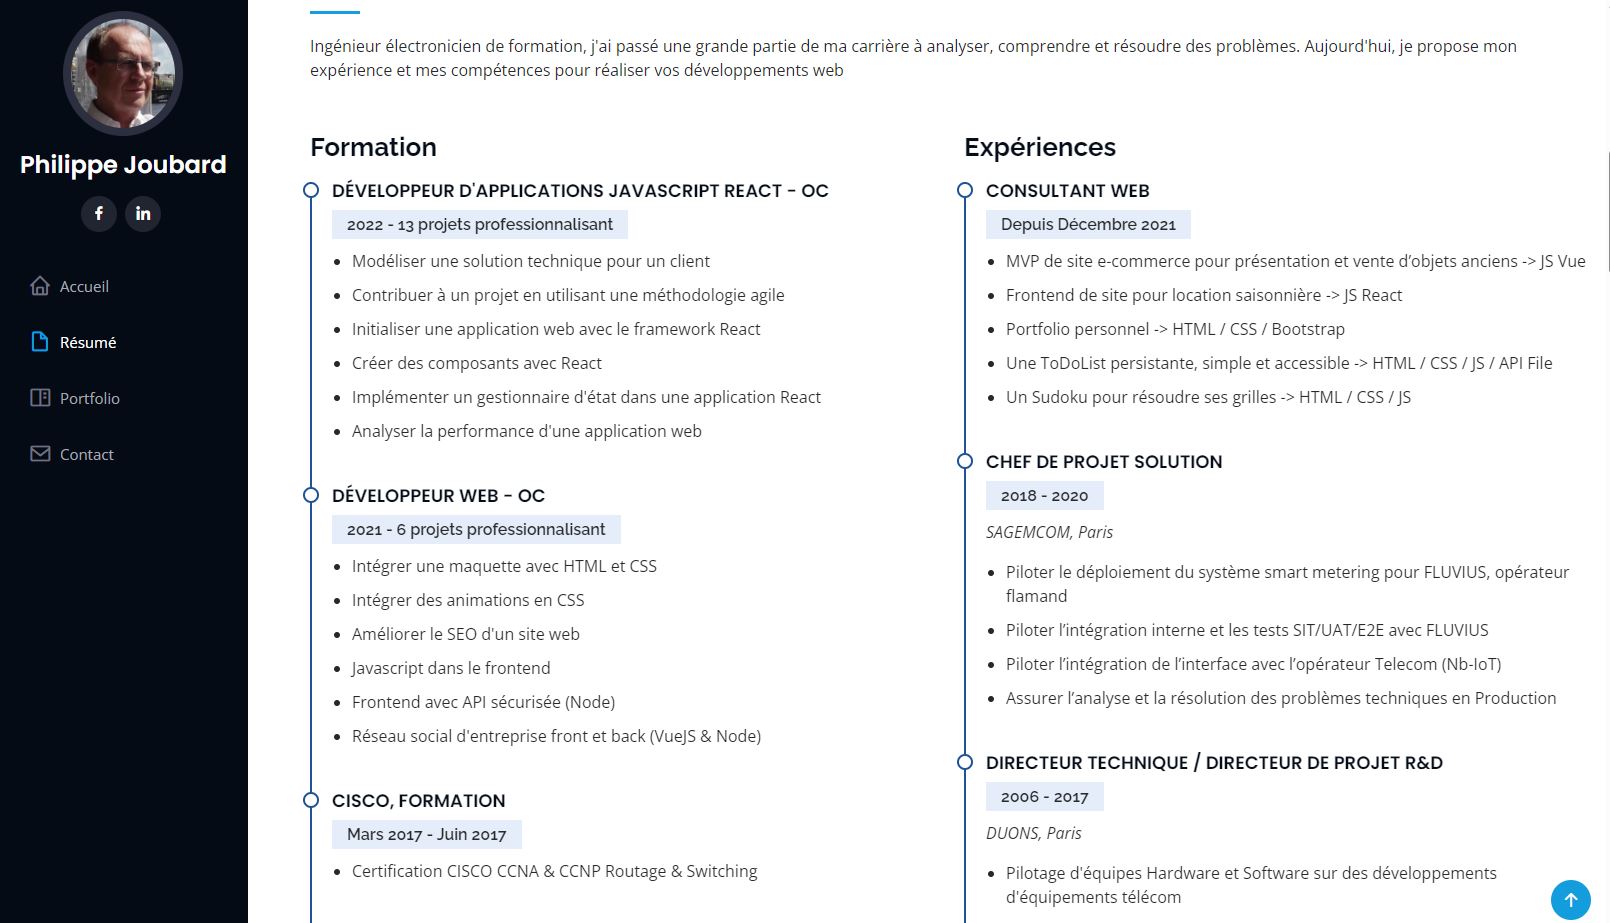 Philippe Joubard
f
in
Accueil
Résumé
Portfolio
Contact
Ingénieur électronicien de formation, j'ai passé une grande partie de ma carrière à analyser, comprendre et résoudre des problèmes. Aujourd'hui, je propose mon
expérience et mes compétences pour réaliser vos développements web
Formation
DÉVELOPPEUR D'APPLICATIONS JAVASCRIPT REACT - OC
2022 - 13 projets professionnalisant
• Modéliser une solution technique pour un client
• Contribuer à un projet en utilisant une méthodologie agile
• Initialiser une application web avec le framework React
• Créer des composants avec React
• Implémenter un gestionnaire d'état dans une application React
• Analyser la performance d'une application web
DÉVELOPPEUR WEB - OC
2021 - 6 projets professionnalisant
• Intégrer une maquette avec HTML et CSS
• Intégrer des animations en CSS
• Améliorer le SEO d'un site web
• Javascript dans le frontend
• Frontend avec API sécurisée (Node)
• Réseau social d'entreprise front et back (VueJS & Node)
CISCO, FORMATION
Mars 2017 - Juin 2017
• Certification CISCO CCNA & CCNP Routage & Switching
Expériences
CONSULTANT WEB
Depuis Décembre 2021
• MVP de site e-commerce pour présentation et vente d’objets anciens -> JS Vue
• Frontend de site pour location saisonnière -> JS React
• Portfolio personnel -> HTML / CSS / Bootstrap
• Une ToDoList persistante, simple et accessible -> HTML / CSS / JS / API File
• Un Sudoku pour résoudre ses grilles -> HTML / CSS / JS
CHEF DE PROJET SOLUTION
2018 - 2020
SAGEMCOM, Paris
• Piloter le déploiement du système smart metering pour FLUVIUS, opérateur
flamand
• Piloter l’intégration interne et les tests SIT/UAT/E2E avec FLUVIUS
• Piloter l’intégration de l’interface avec l’opérateur Telecom (Nb-IoT)
• Assurer l’analyse et la résolution des problèmes techniques en Production
DIRECTEUR TECHNIQUE / DIRECTEUR DE PROJET R&D
2006 - 2017
DUONS, Paris
• Pilotage d'équipes Hardware et Software sur des développements
d'équipements télécom